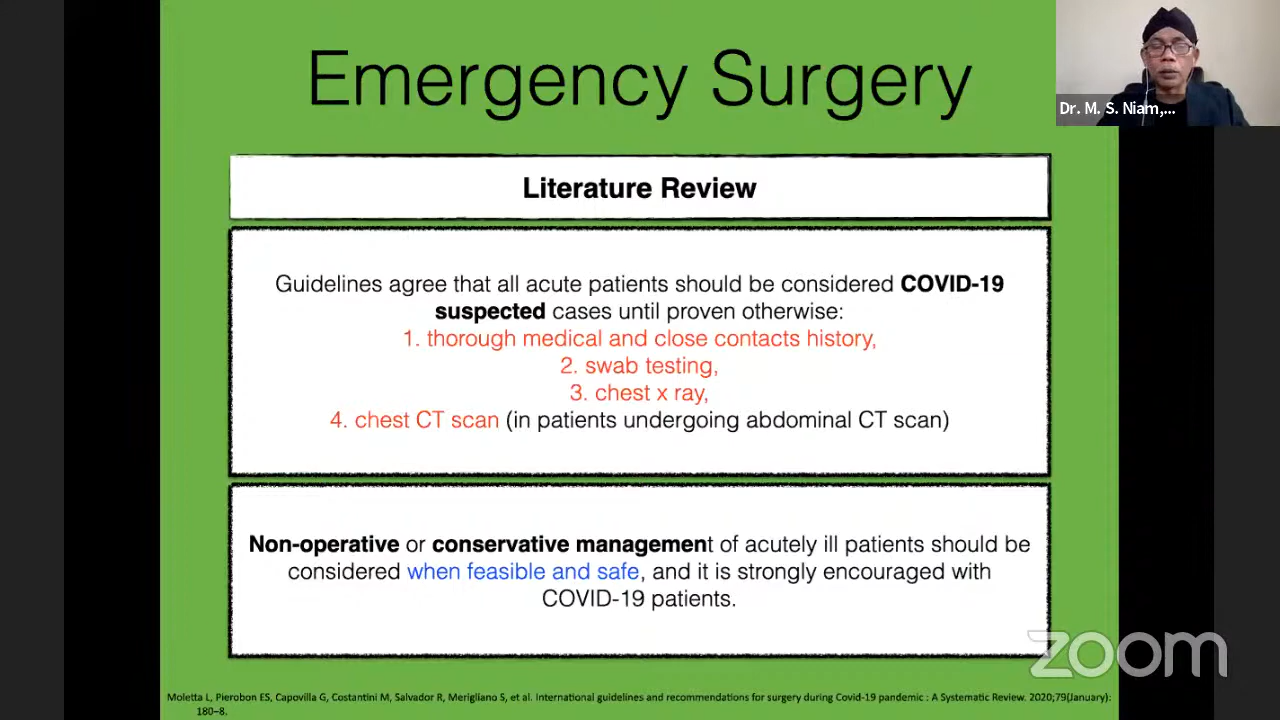 Emergency Surgery
Dr. M. S. Niam,...
Literature Review
Guidelines agree that all acute patients should be considered COVID-19
suspected cases until proven otherwise:
1. thorough medical and close contacts history,
2. swab testing,
3. chest x ray,
4. chest CT scan (in patients undergoing abdominal CT scan)
Non-operative or conservative management of acutely ill patients should be
considered when feasible and safe, and it is strongly encouraged with
COVID-19 patients.
zoom
Moletta L, Pierobon ES, Capovilla G, Costantini M, Salvador R, Merigliano S, et al. International guidelines and recommendations for surgery during Covid-19 pandemic : A Systematic Review. 2020;79(January):
180–8.